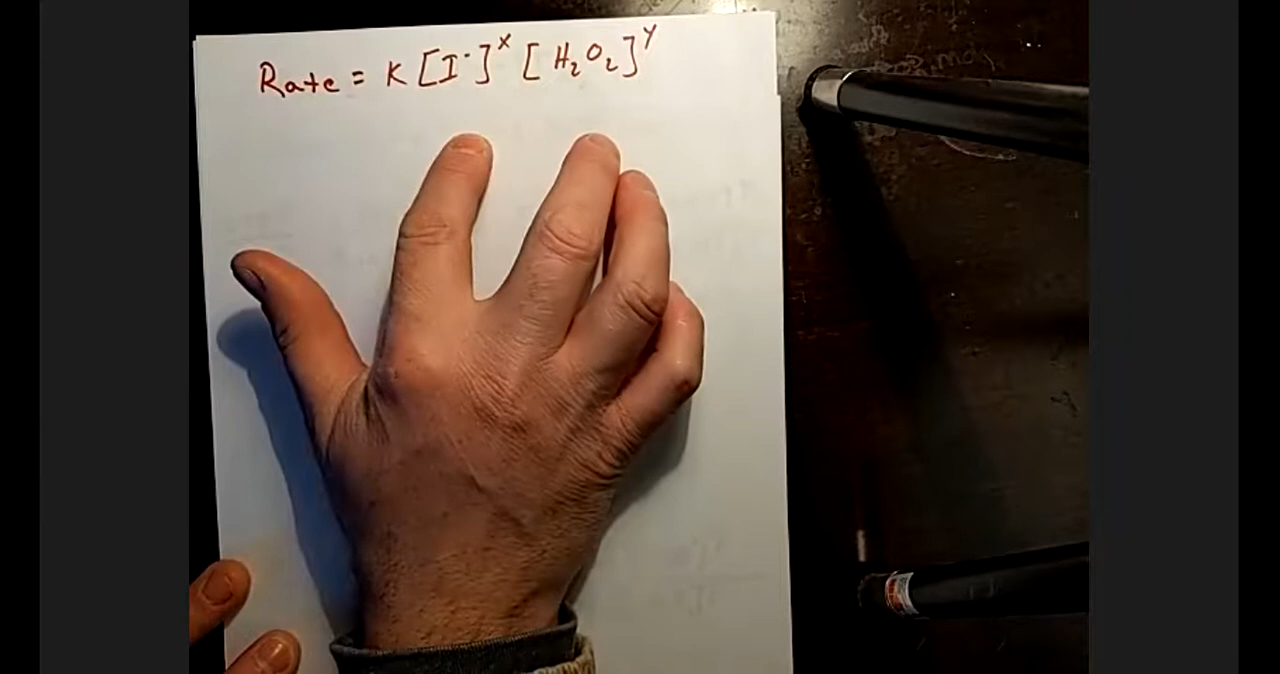 Rate = K [I⁻]ˣ [H₂O₂]ʸ